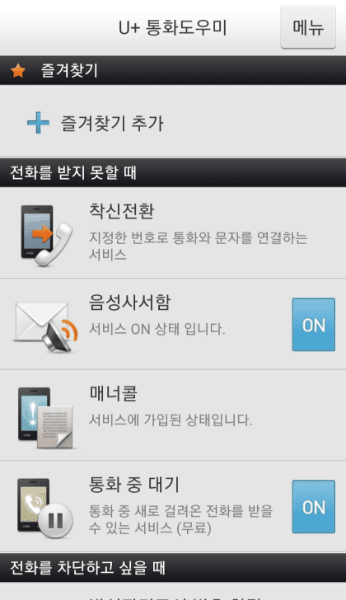 U+ 통화도우미
메뉴
즐겨찾기
즐겨찾기 추가
전화를 받지 못할 때
착신전환
지정한 번호로 통화와 문자를 연결하는
서비스
음성사서함
서비스 ON 상태 입니다.
ON
매너콜
서비스에 가입된 상태입니다.
통화 중 대기
통화 중 새로 걸려온 전화를 받을
수 있는 서비스 (무료)
ON
전화를 차단하고 싶을 때